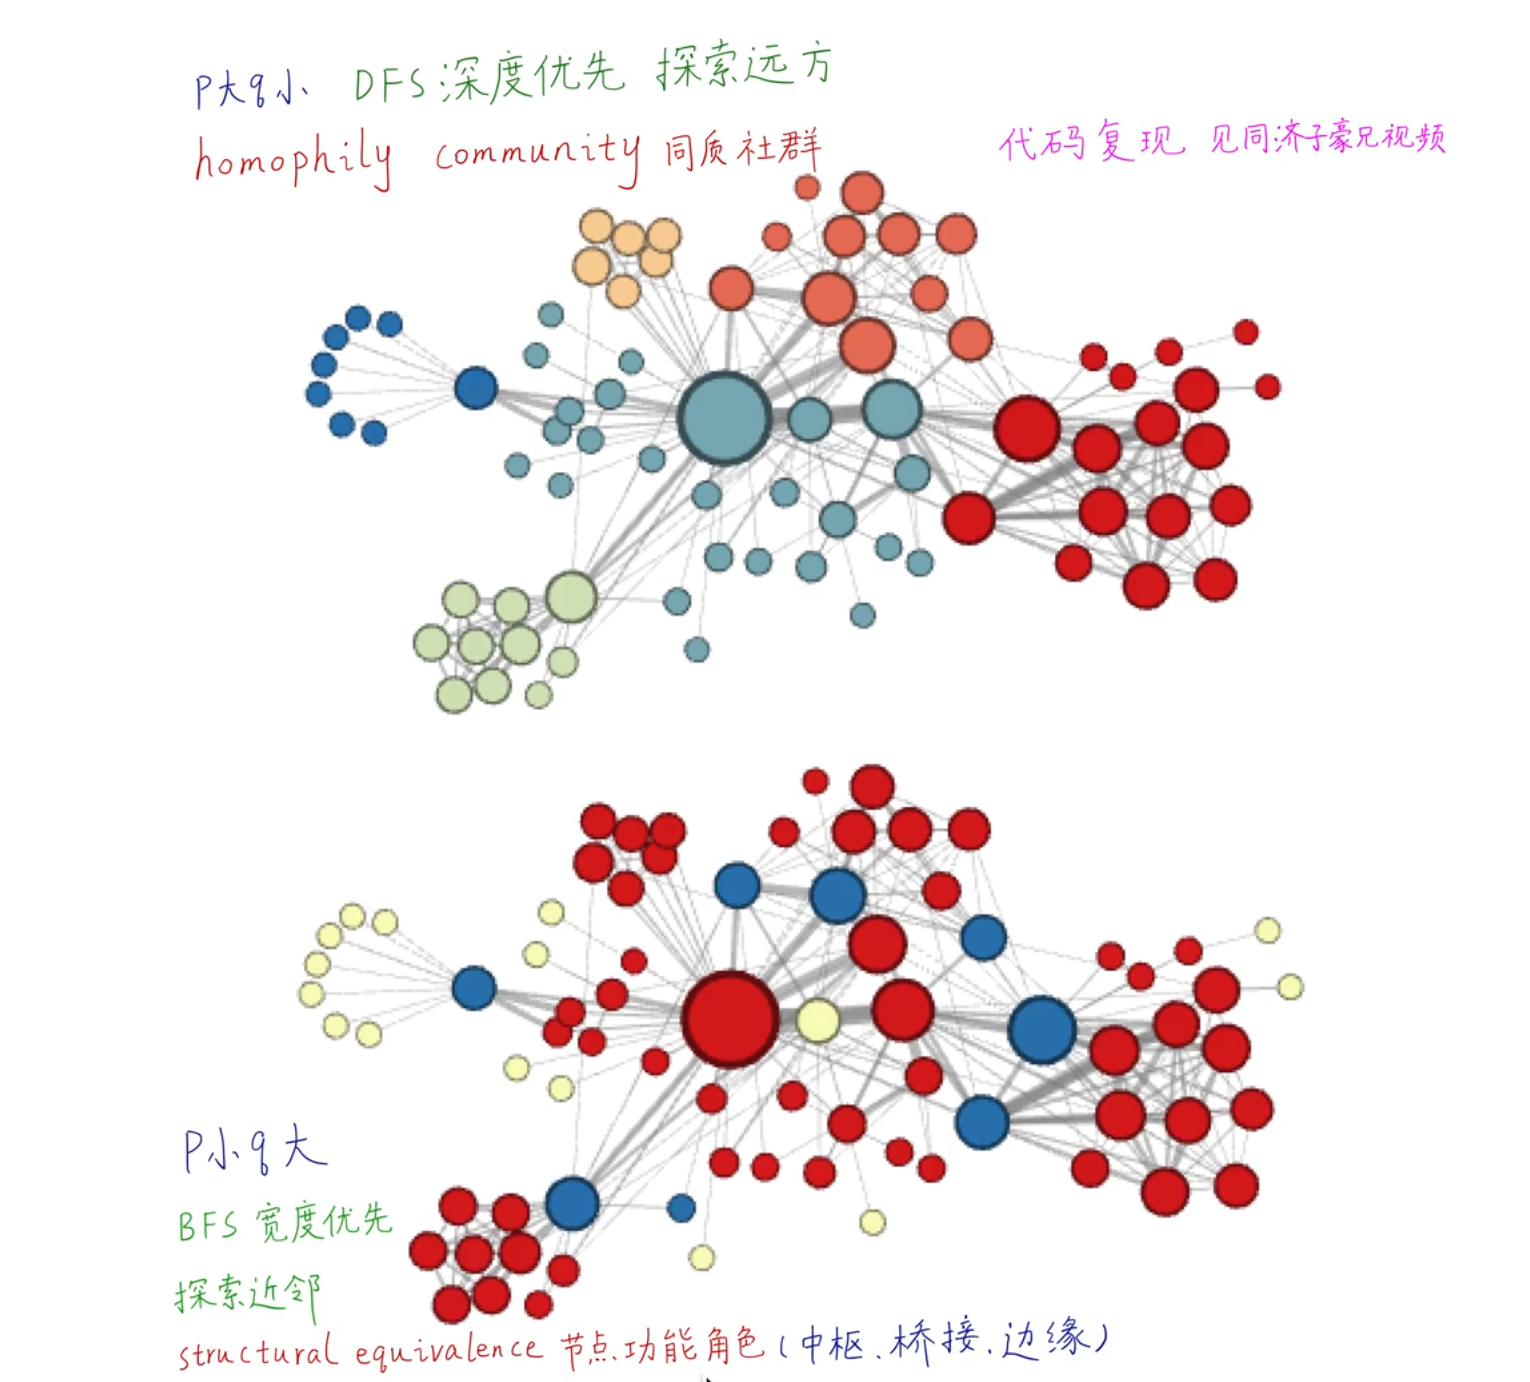 P大q小 DFS:深度优先 探索远方
homophily community 同质社群
代码复现 见同济子豪兄视频
P小q大
BFS 宽度优先
探索近邻
structural equivalence 节点功能角色(中枢、桥接、边缘)